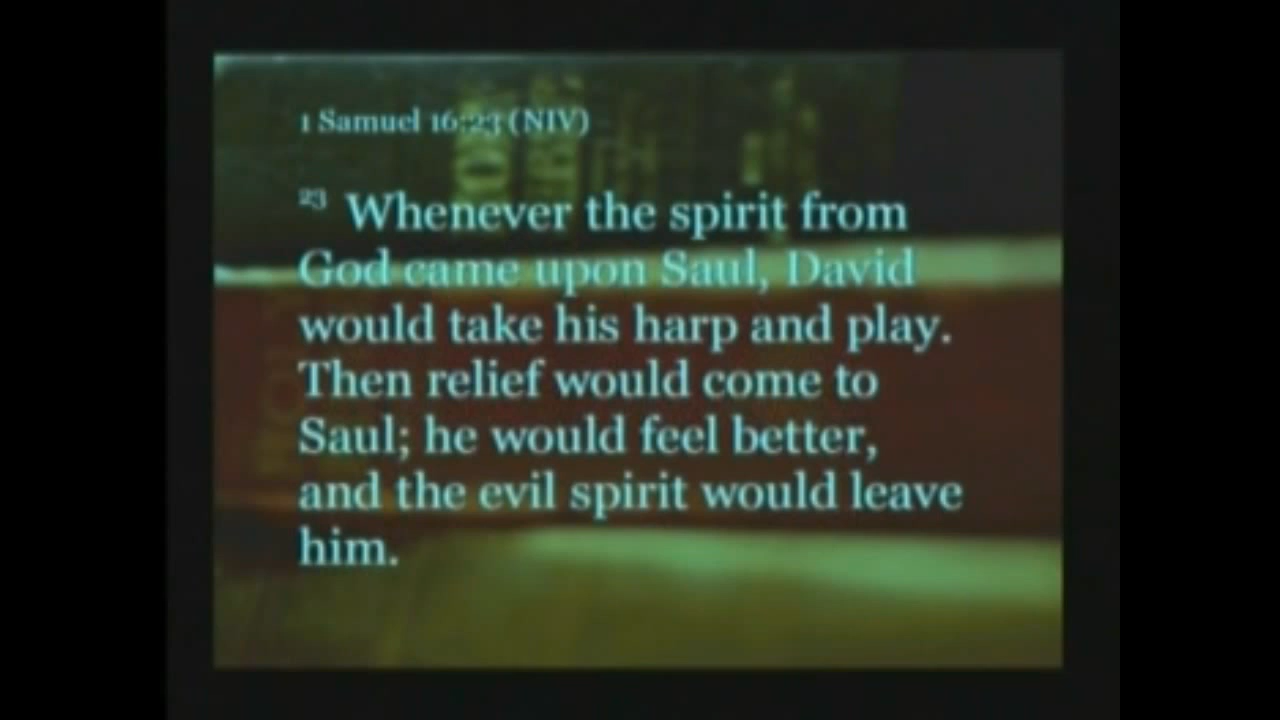 1 Samuel 16:23 (NIV)
23 Whenever the spirit from
God came upon Saul, David
would take his harp and play.
Then relief would come to
Saul; he would feel better,
and the evil spirit would leave
him.